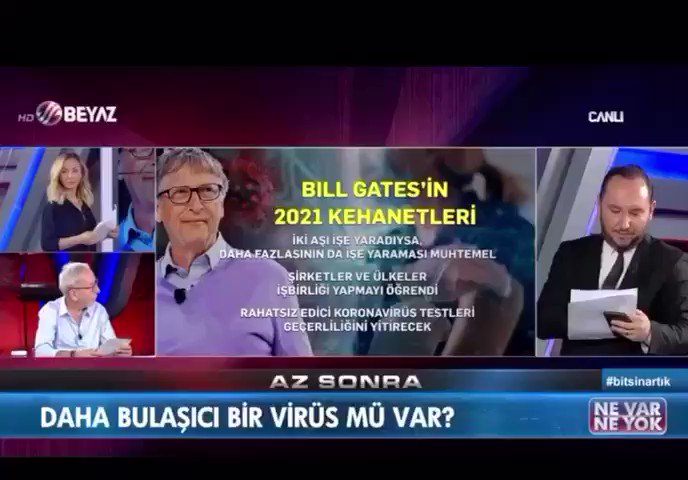 HD BEYAZ
CANLI
BILL GATES'İN
2021 KEHANETLERİ
İKİ AŞI İŞE YARADIYSA,
DAHA FAZLASININ DA İŞE YARAMASI MUHTEMEL
ŞİRKETLER VE ÜLKELER
İŞBİRLİĞİ YAPMAYI ÖĞRENDİ
RAHATSIZ EDİCİ KORONAVİRÜS TESTLERİ
GEÇERLİLİĞİNİ YİTİRECEK
AZ SONRA
#bitsinartık
DAHA BULAŞICI BİR VİRÜS MÜ VAR?
NE VAR
NE YOK